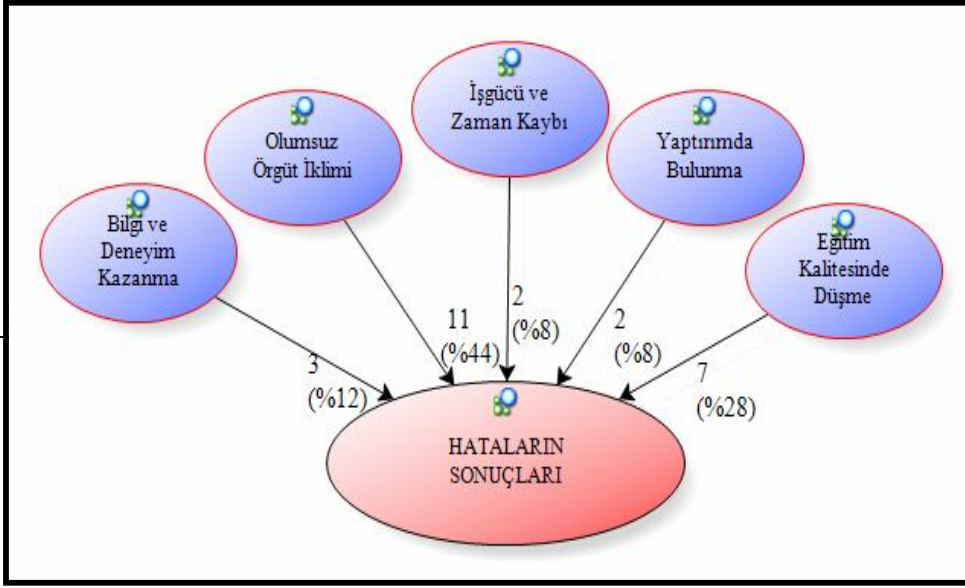 İşgücü ve
Zaman Kaybı
Olumsuz
Örgüt İklimi
Yaptırımda
Bulunma
Bilgi ve
Deneyim
Kazanma
Eğitim
Kalitesinde
Düşme
3
(%12)
11
(%44)
2
(%8)
2
(%8)
7
(%28)
HATALARIN
SONUÇLARI